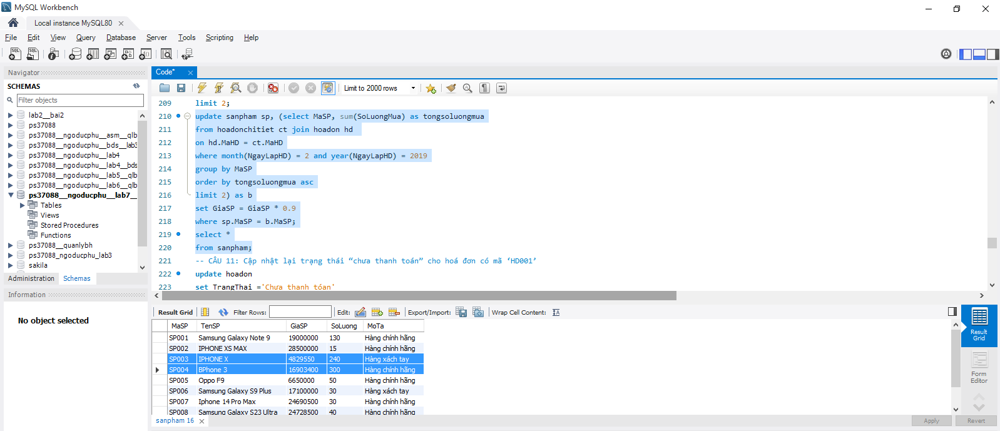 MySQL Workbench
Local instance MySQL80
File Edit View Query Database Server Tools Scripting Help
Navigator
SCHEMAS
Filter objects
lab2__bai2
ps37088
ps37088__ngoducphu__asm__qlb
ps37088__ngoducphu__bds__lab3
ps37088__ngoducphu__lab4
ps37088__ngoducphu__lab4__bds
ps37088__ngoducphu__lab5__qlb
ps37088__ngoducphu__lab6__qlb
ps37088__ngoducphu__lab7__
Tables
Views
Stored Procedures
Functions
ps37088__quanlybh
ps37088_ngoducphu_lab3
sakila
Administration Schemas
Information
No object selected
Code*
Limit to 2000 rows
209 limit 2;
210 update sanpham sp, (select MaSP, sum(SoLuongMua) as tongsoluongmua
211 from hoadonchitiet ct join hoadon hd
212 on hd.MaHD = ct.MaHD
213 where month(NgayLapHD) = 2 and year(NgayLapHD) = 2019
214 group by MaSP
215 order by tongsoluongmua asc
216 limit 2) as b
217 set GiaSP = GiaSP * 0.9
218 where sp.MaSP = b.MaSP;
219 select *
220 from sanpham;
221 -- CÂU 11: Cập nhật lại trạng thái “chưa thanh toán” cho hoá đơn có mã ‘HD001’
222 update hoadon
223 set TrangThai ='Chưa thanh tóan'
Result Grid Filter Rows: Edit: Export/Import: Wrap Cell Content:
MaSP TenSP GiaSP SoLuong MoTa
SP001 Samsung Galaxy Note 9 19000000 130 Hàng chính hãng
SP002 IPHONE XS MAX 28500000 15 Hàng chính hãng
SP003 IPHONE X 4829550 240 Hàng xách tay
SP004 BPhone 3 16903400 300 Hàng chính hãng
SP005 Oppo F9 6650000 50 Hàng chính hãng
SP006 Samsung Galaxy S9 Plus 17100000 30 Hàng xách tay
SP007 Iphone 14 Pro Max 24690500 30 Hàng chính hãng
SP008 Samsung Galaxy S23 Ultra 24728500 40 Hàng chính hãng
Result
Grid
Form
Editor
sanpham 16
Apply Revert